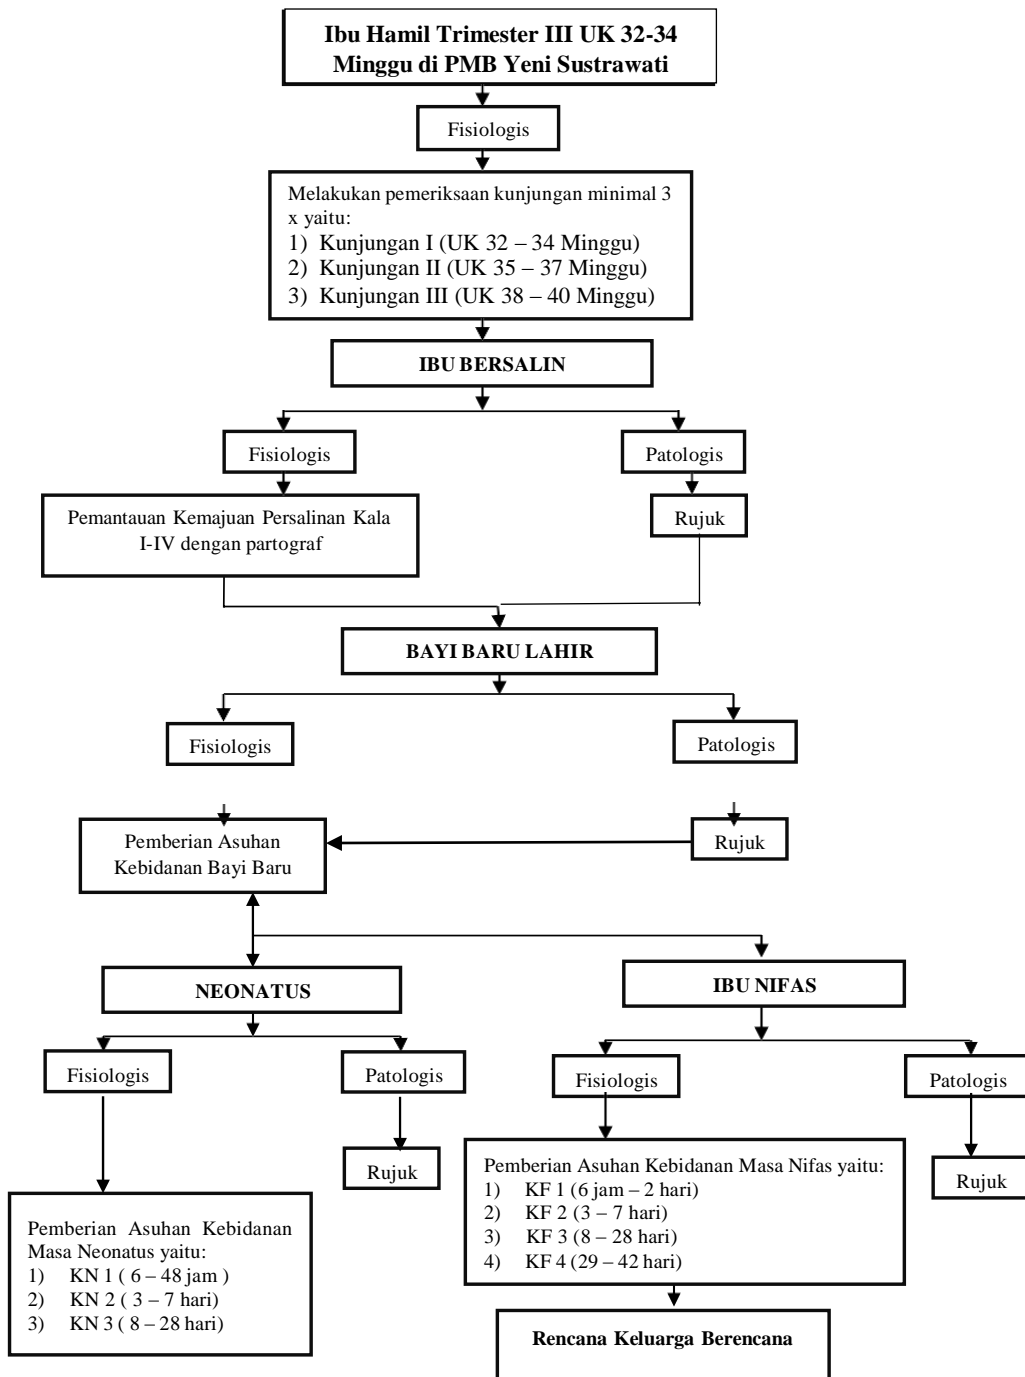 Ibu Hamil Trimester III UK 32-34
Minggu di PMB Yeni Sustrawati
Fisiologis
Melakukan pemeriksaan kunjungan minimal 3
x yaitu:
1) Kunjungan I (UK 32 – 34 Minggu)
2) Kunjungan II (UK 35 – 37 Minggu)
3) Kunjungan III (UK 38 – 40 Minggu)
IBU BERSALIN
Fisiologis
Patologis
Pemantauan Kemajuan Persalinan Kala
I-IV dengan partograf
Rujuk
BAYI BARU LAHIR
Fisiologis
Patologis
Pemberian Asuhan
Kebidanan Bayi Baru
Rujuk
NEONATUS
IBU NIFAS
Fisiologis
Patologis
Fisiologis
Patologis
Rujuk
Pemberian Asuhan Kebidanan Masa Nifas yaitu:
1) KF 1 (6 jam – 2 hari)
2) KF 2 (3 – 7 hari)
3) KF 3 (8 – 28 hari)
4) KF 4 (29 – 42 hari)
Rujuk
Pemberian Asuhan Kebidanan
Masa Neonatus yaitu:
1) KN 1 ( 6 – 48 jam )
2) KN 2 ( 3 – 7 hari)
3) KN 3 ( 8 – 28 hari)
Rencana Keluarga Berencana